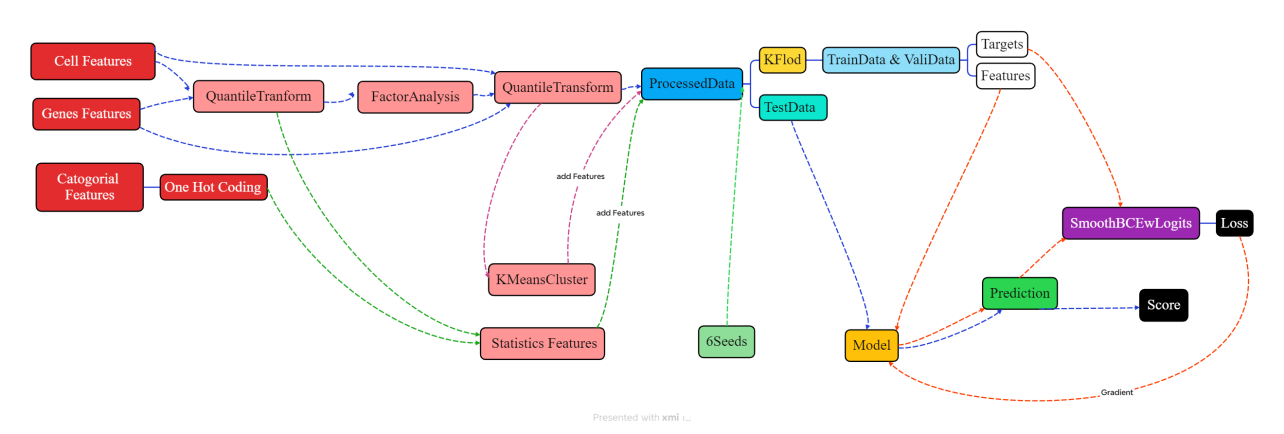 Cell Features
Genes Features
Catogorial
Features
One Hot Coding
QuantileTranform
FactorAnalysis
QuantileTransform
ProcessedData
KFlod
TrainData & ValiData
Targets
Features
TestData
add Features
add Features
KMeansCluster
Statistics Features
6Seeds
SmoothBCEwLogits
Loss
Prediction
Score
Model
Gradient
Presented with xmi